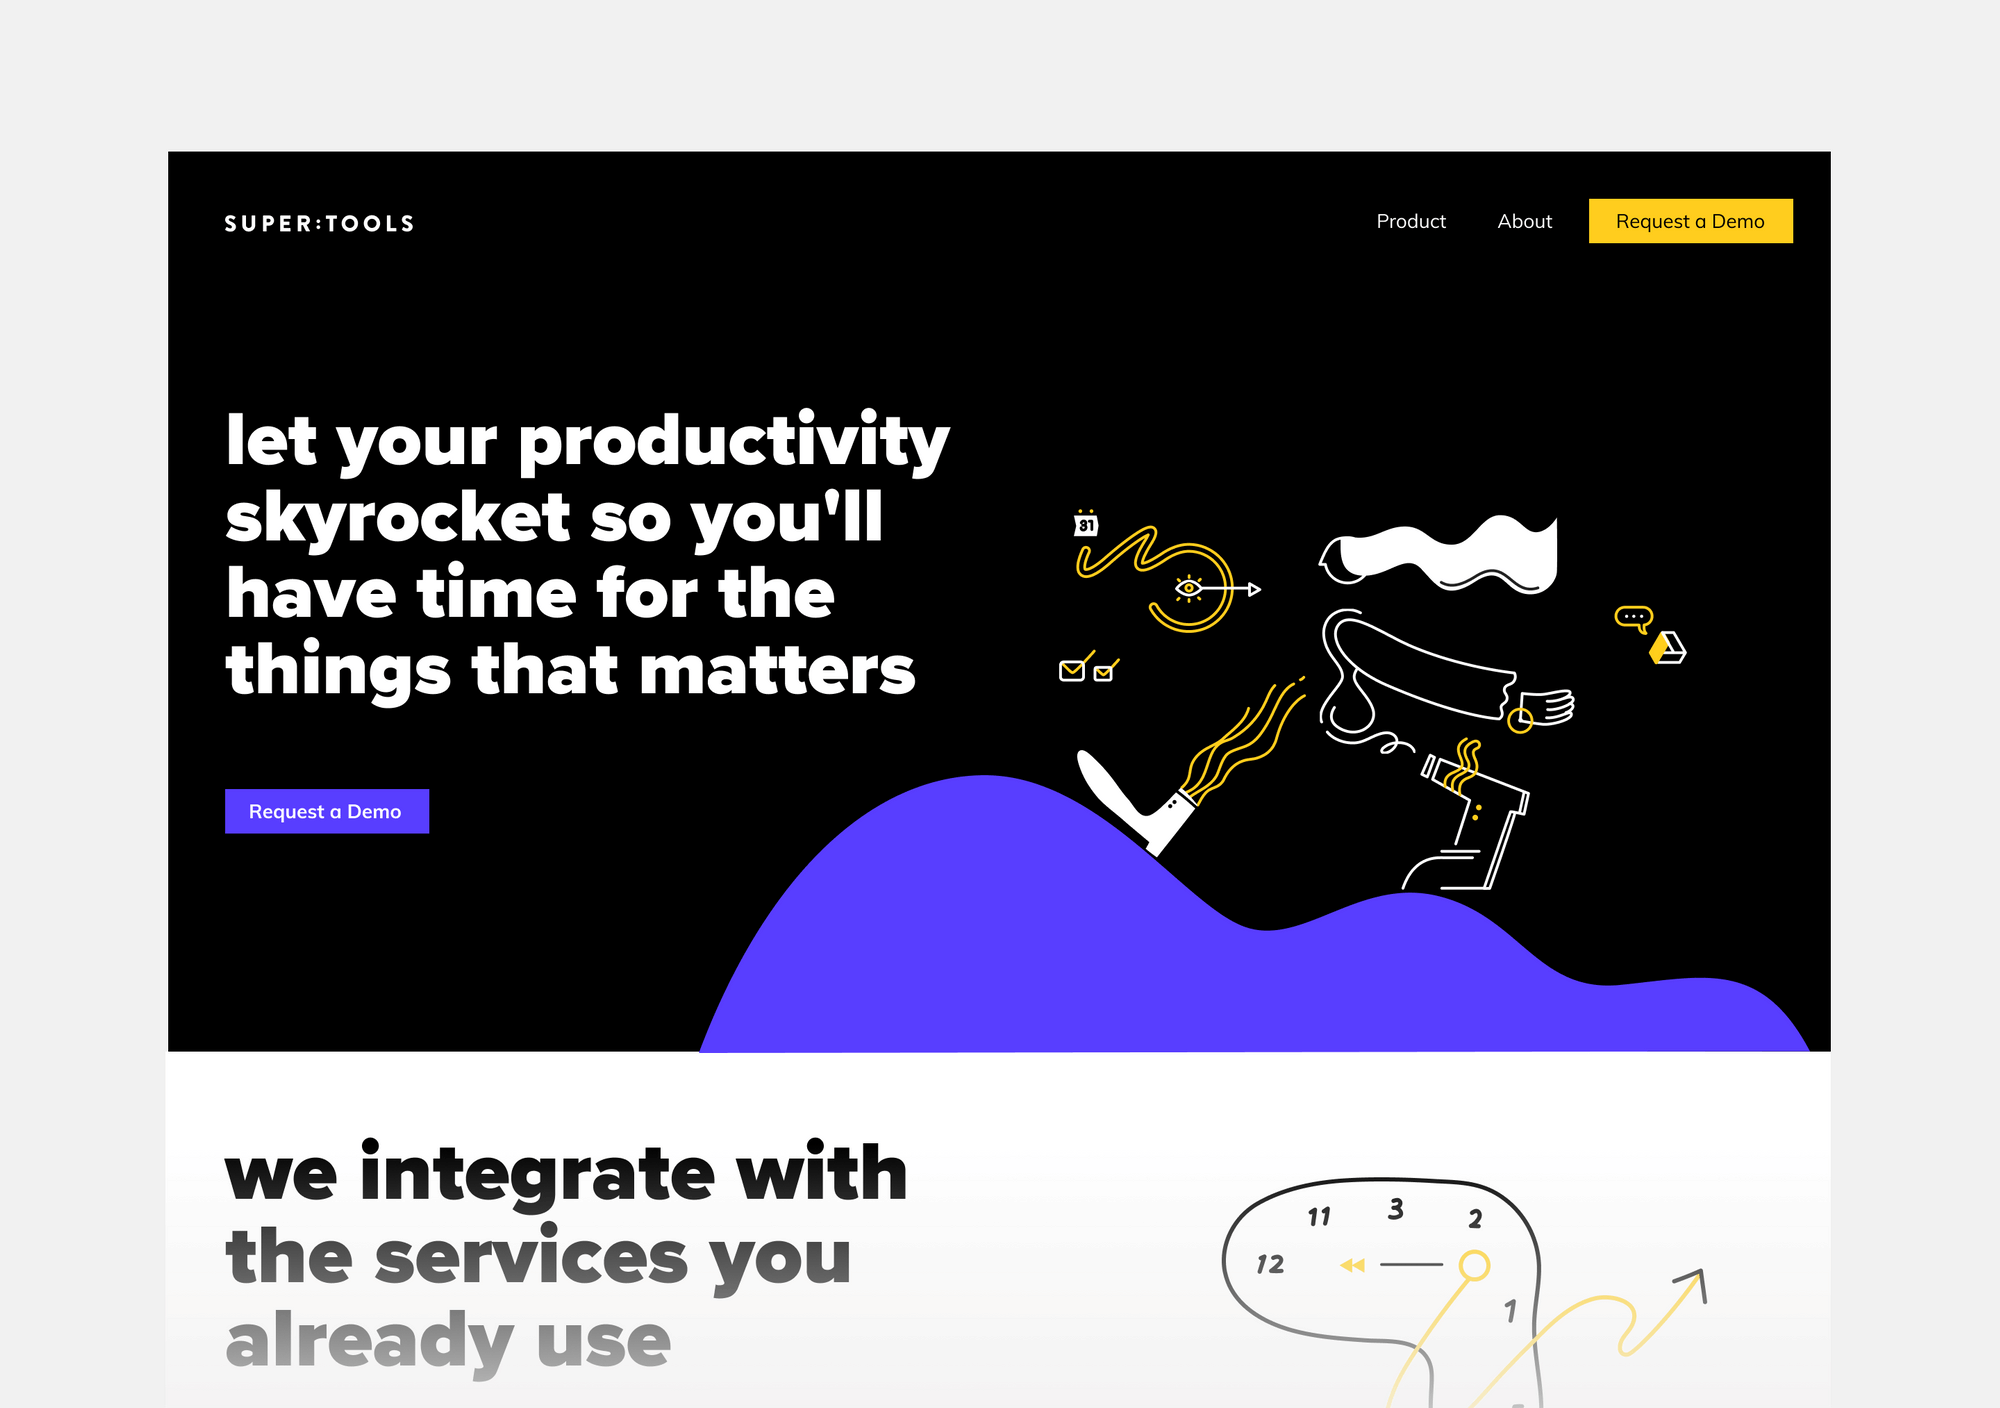 SUPER:TOOLS
Product
About
Request a Demo
let your productivity
skyrocket so you'll
have time for the
things that matters
31
Request a Demo
we integrate with
the services you
already use
11
3
2
12
1